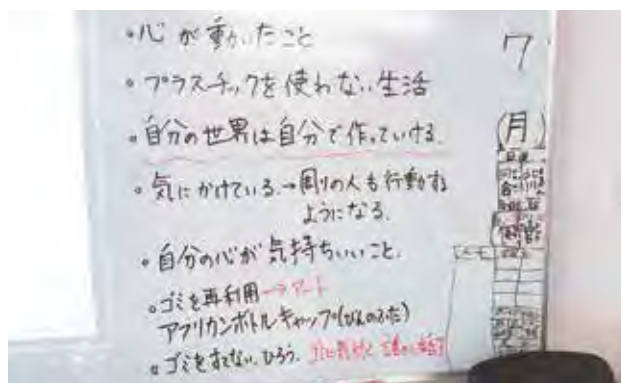 ・心が動いたこと
・プラスチックを使わない生活
・自分の世界は自分で作っていける。
・気にかけている→周りの人も行動する
ようになる。
・自分の心が気持ちいいこと。
・ゴミを再利用→アート
アフリカンボトルキャップ(びんのふた)
・ゴミをすてない、ひろう。
7
(月)